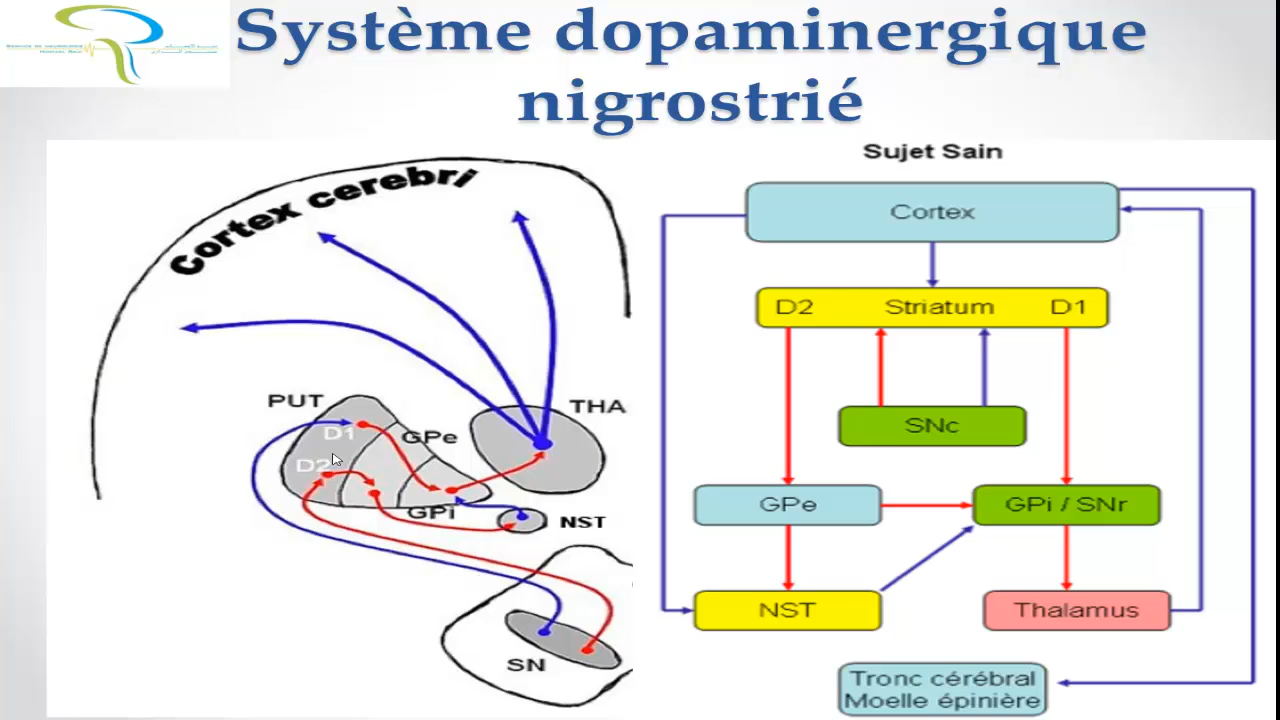 Système dopaminergique
nigrostrié
Cortex cerebri
PUT
D1
GPe
THA
D2
GPi
NST
SN
Sujet Sain
Cortex
D2 Striatum D1
SNc
GPe
GPi / SNr
NST
Thalamus
Tronc cérébral
Moelle épinière